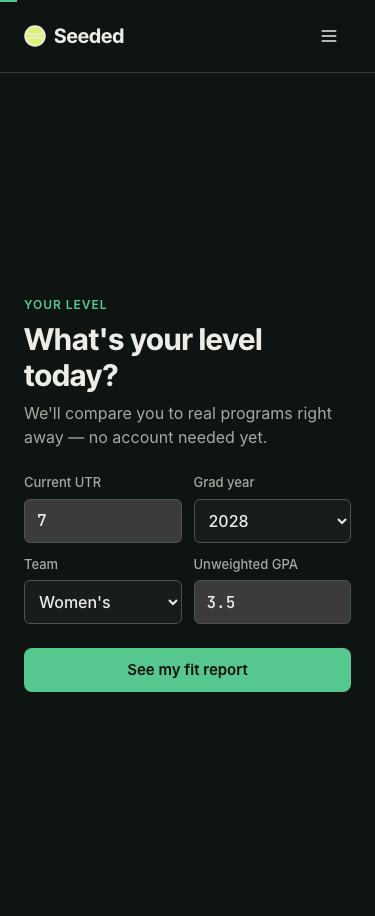 Seeded
YOUR LEVEL
What's your level
today?
We'll compare you to real programs right
away — no account needed yet.
Current UTR
Grad year
7
2028
Team
Unweighted GPA
Women's
3.5
See my fit report